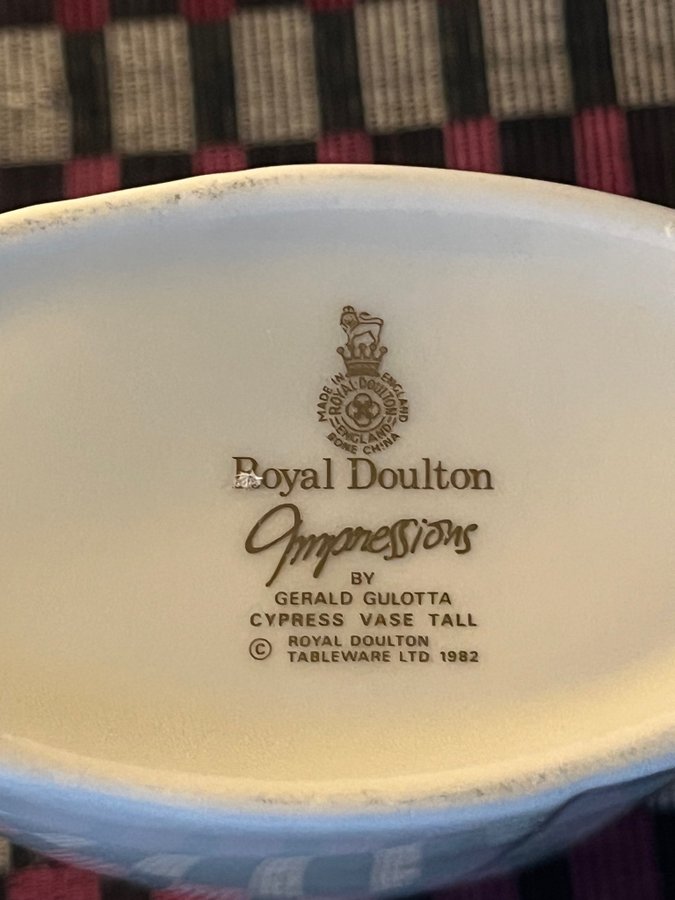 MADE IN ENGLAND
ROYAL·DOULTON
ENGLAND
BONE CHINA
Royal Doulton
Impressions
BY
GERALD GULOTTA
CYPRESS VASE TALL
© ROYAL DOULTON
TABLEWARE LTD 1982